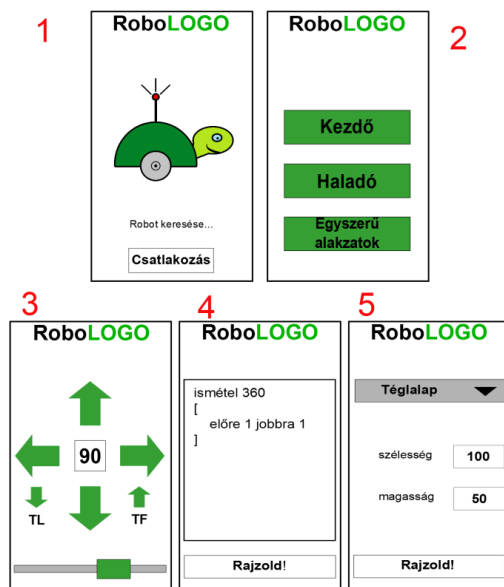 1
RoboLOGO
Robot keresése...
Csatlakozás
RoboLOGO
2
Kezdő
Haladó
Egyszerű
alakzatok
3
RoboLOGO
90
TL
TF
4
RoboLOGO
ismétel 360
[
előre 1 jobbra 1
]
Rajzold!
5
RoboLOGO
Téglalap
szélesség
100
magasság
50
Rajzold!